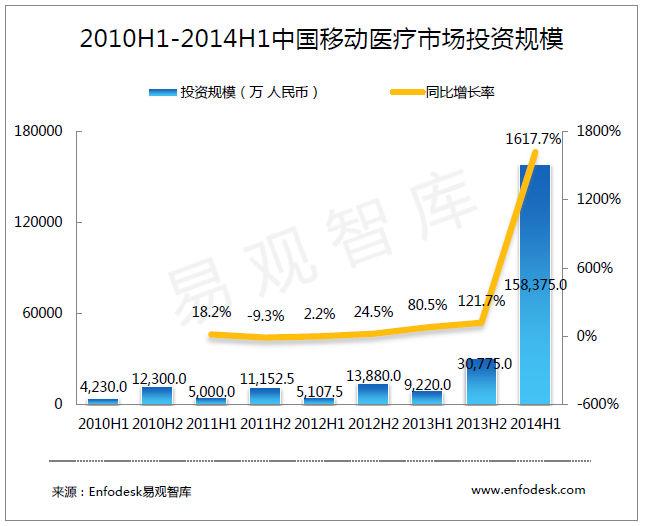 2010H1-2014H1中国移动医疗市场投资规模
投资规模（万 人民币） 同比增长率
180000
120000
60000
0
1800%
1200%
600%
0%
-600%
18.2% -9.3% 2.2% 24.5% 80.5% 121.7% 1617.7%
4,230.0 12,300.0 5,000.0 11,152.5 5,107.5 13,880.0 9,220.0 30,775.0 158,375.0
2010H1 2010H2 2011H1 2011H2 2012H1 2012H2 2013H1 2013H2 2014H1
易观智库
来源：Enfodesk易观智库 www.enfodesk.com